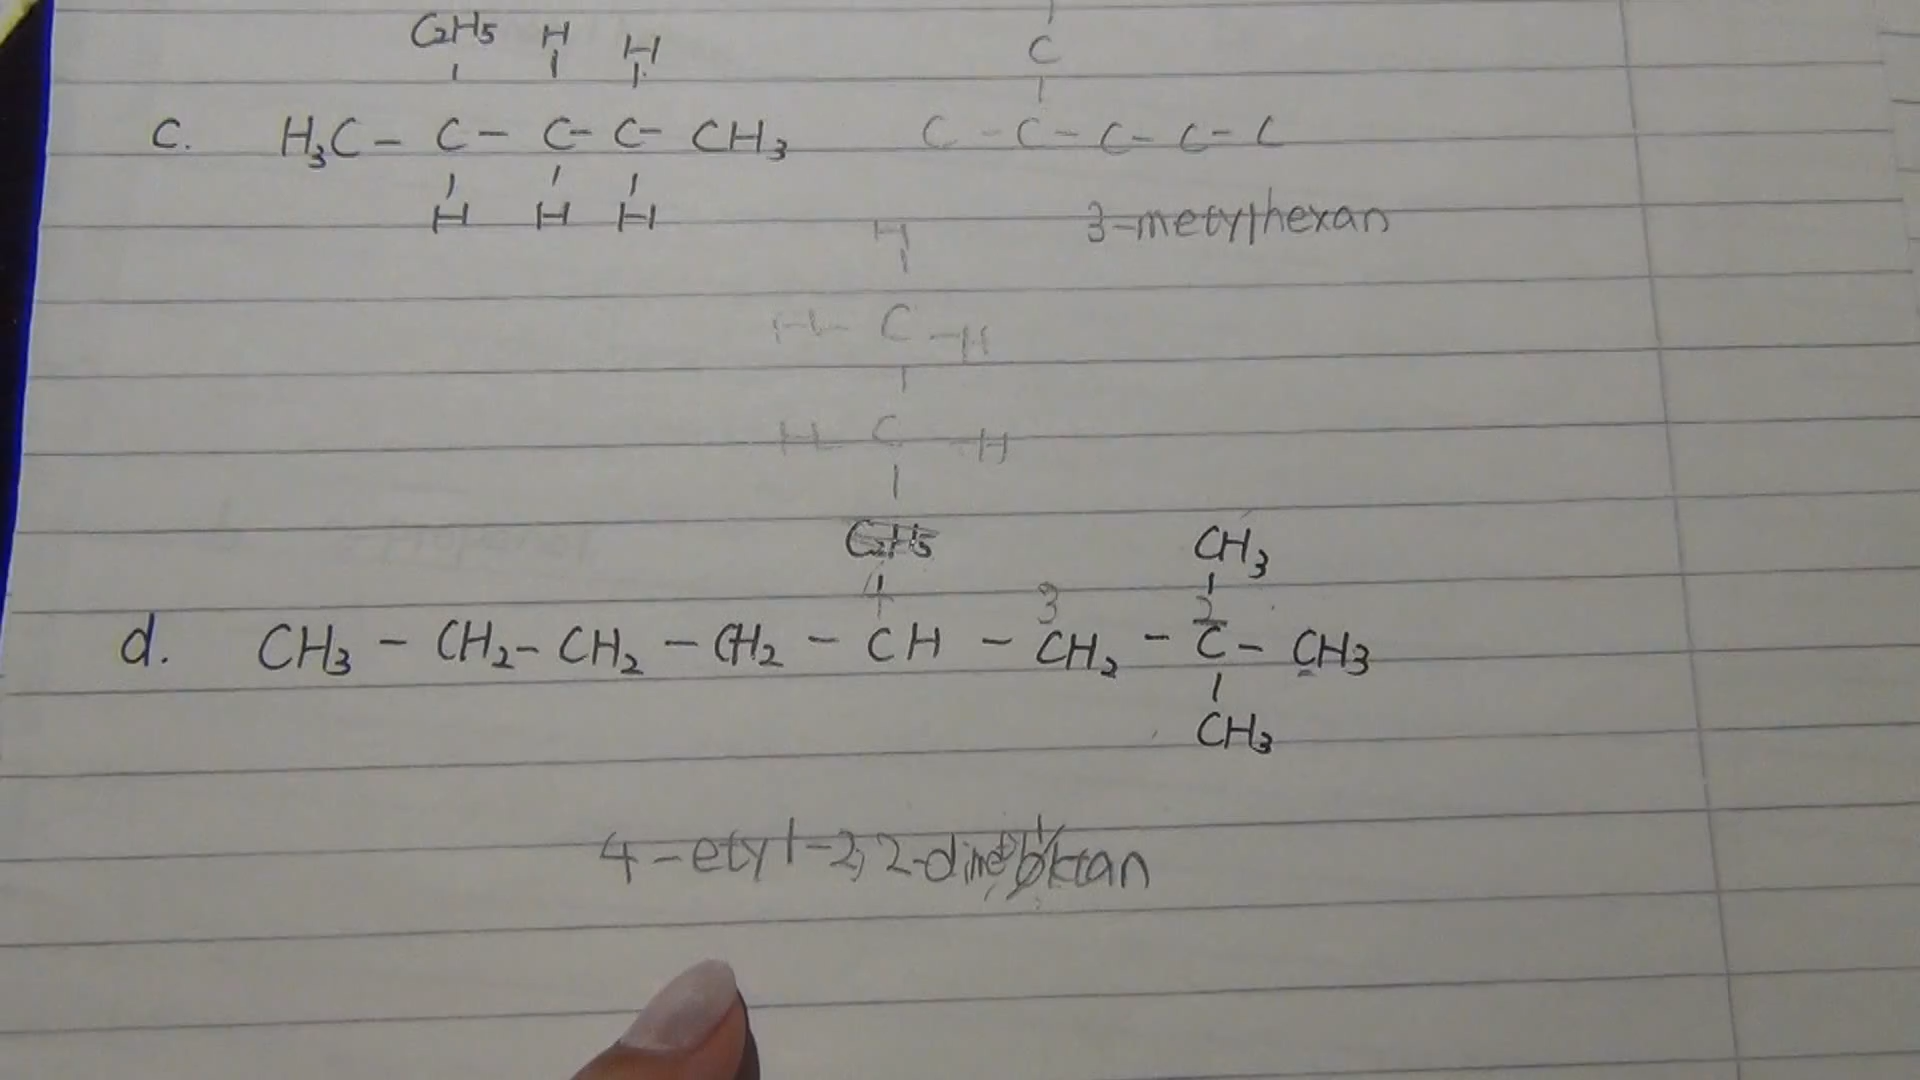 C₂H₅ H H
C
c. H₃C - C - C - C - CH₃ C - C - C - C - C
H H H
3-metylhexan
H
H - C - H
H C - H
C₂H₅ CH₃
4 3 2
d. CH₃ - CH₂ - CH₂ - CH₂ - CH - CH₂ - C - CH₃
CH₃
4-etyl-2,2-dimetyloktan